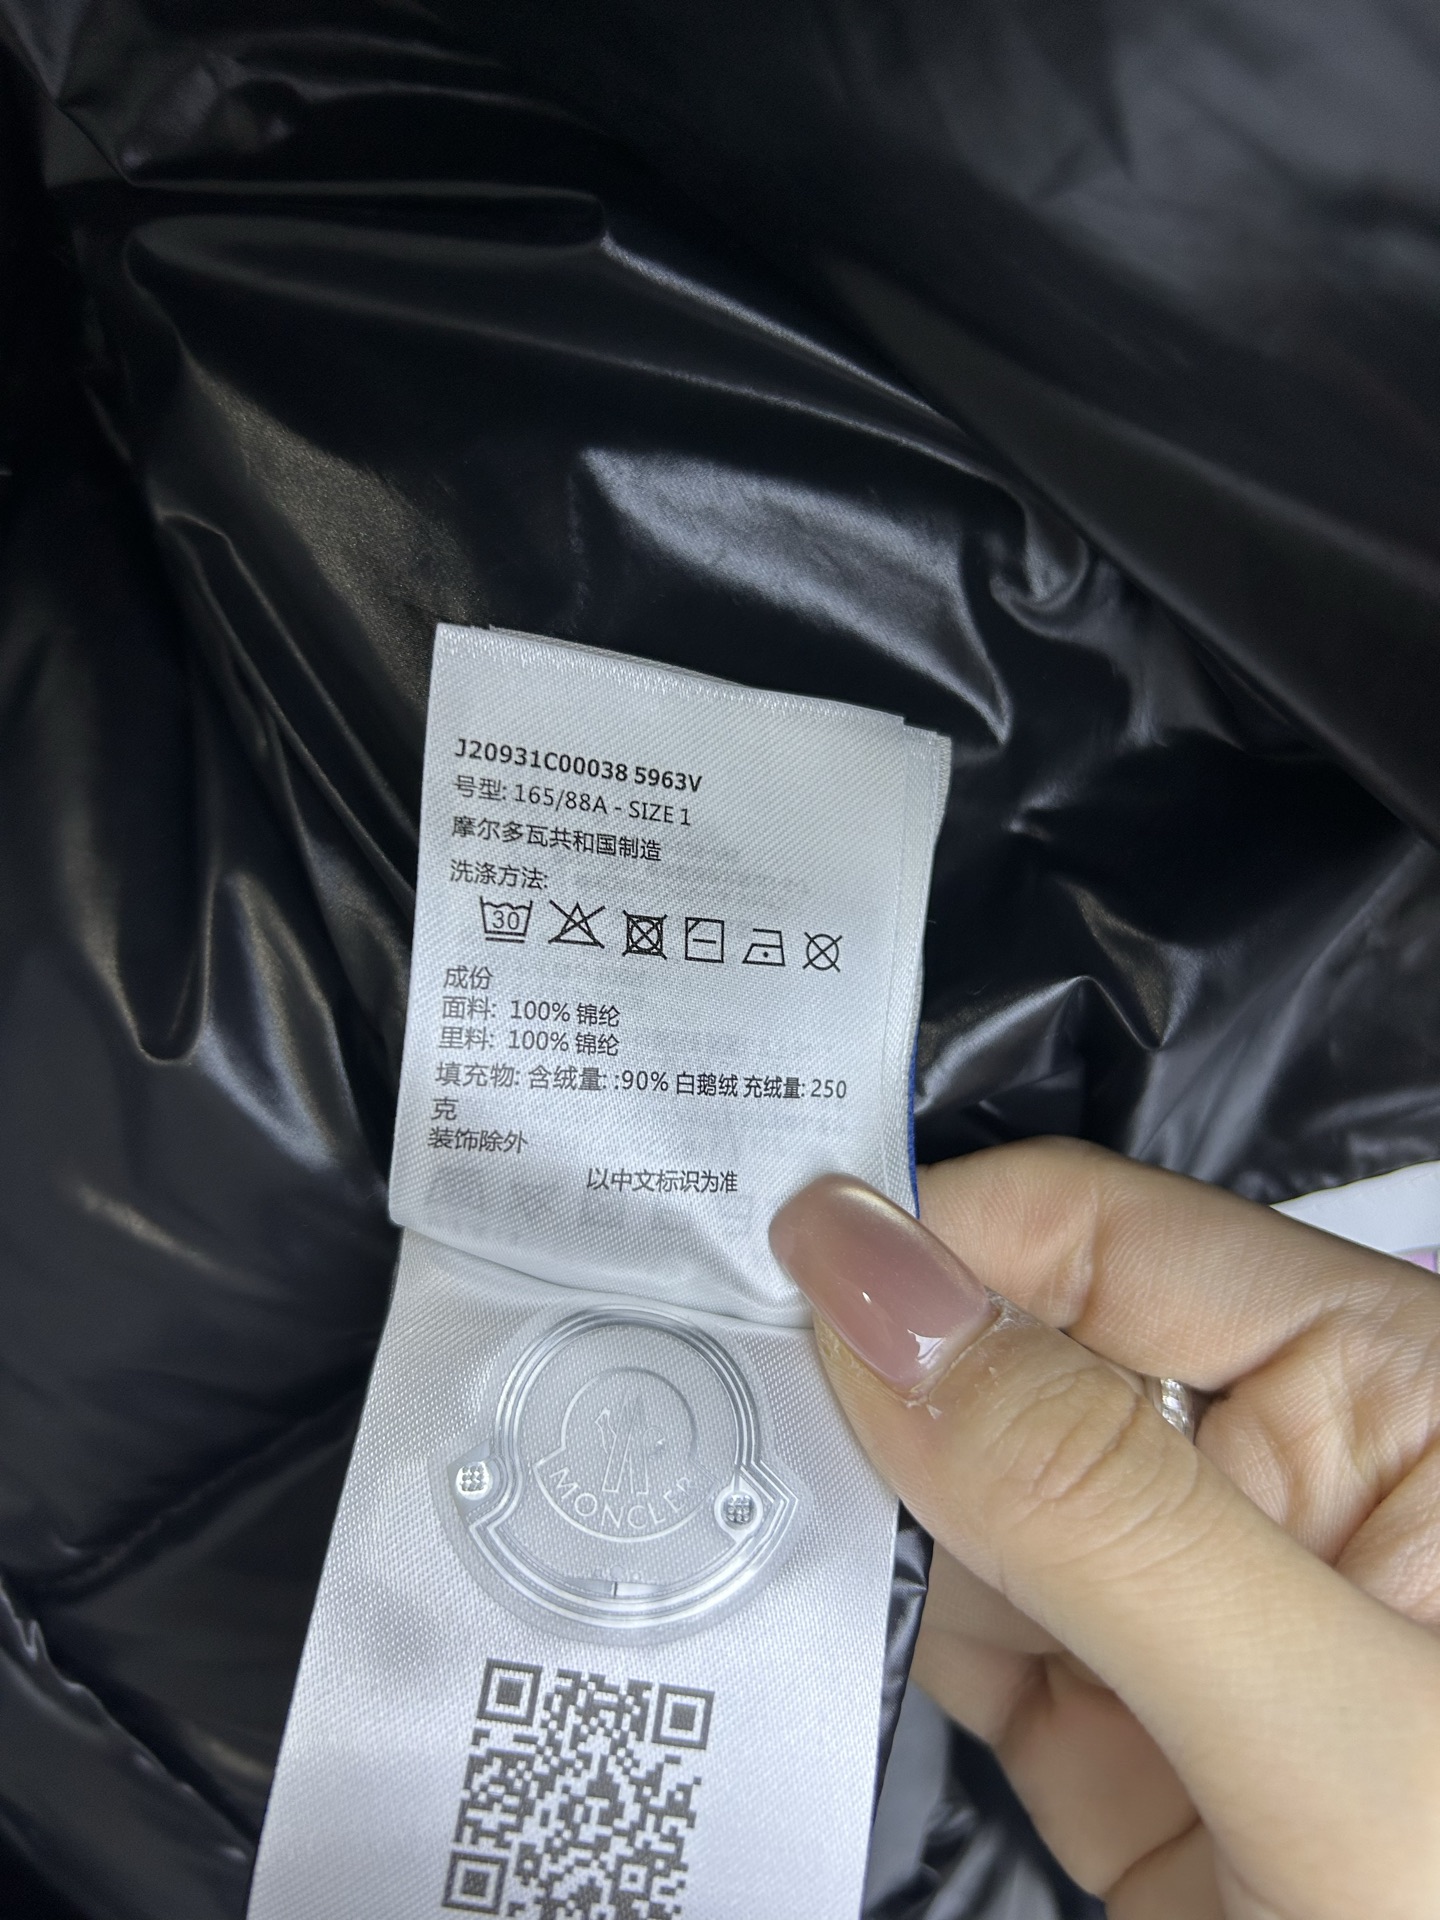 J20931C00038 5963V
号型: 165/88A - SIZE 1
摩尔多瓦共和国制造
洗涤方法:
30
成份
面料: 100% 锦纶
里料: 100% 锦纶
填充物: 含绒量: :90% 白鹅绒 充绒量: 250
克
装饰除外
以中文标识为准
MONCLER